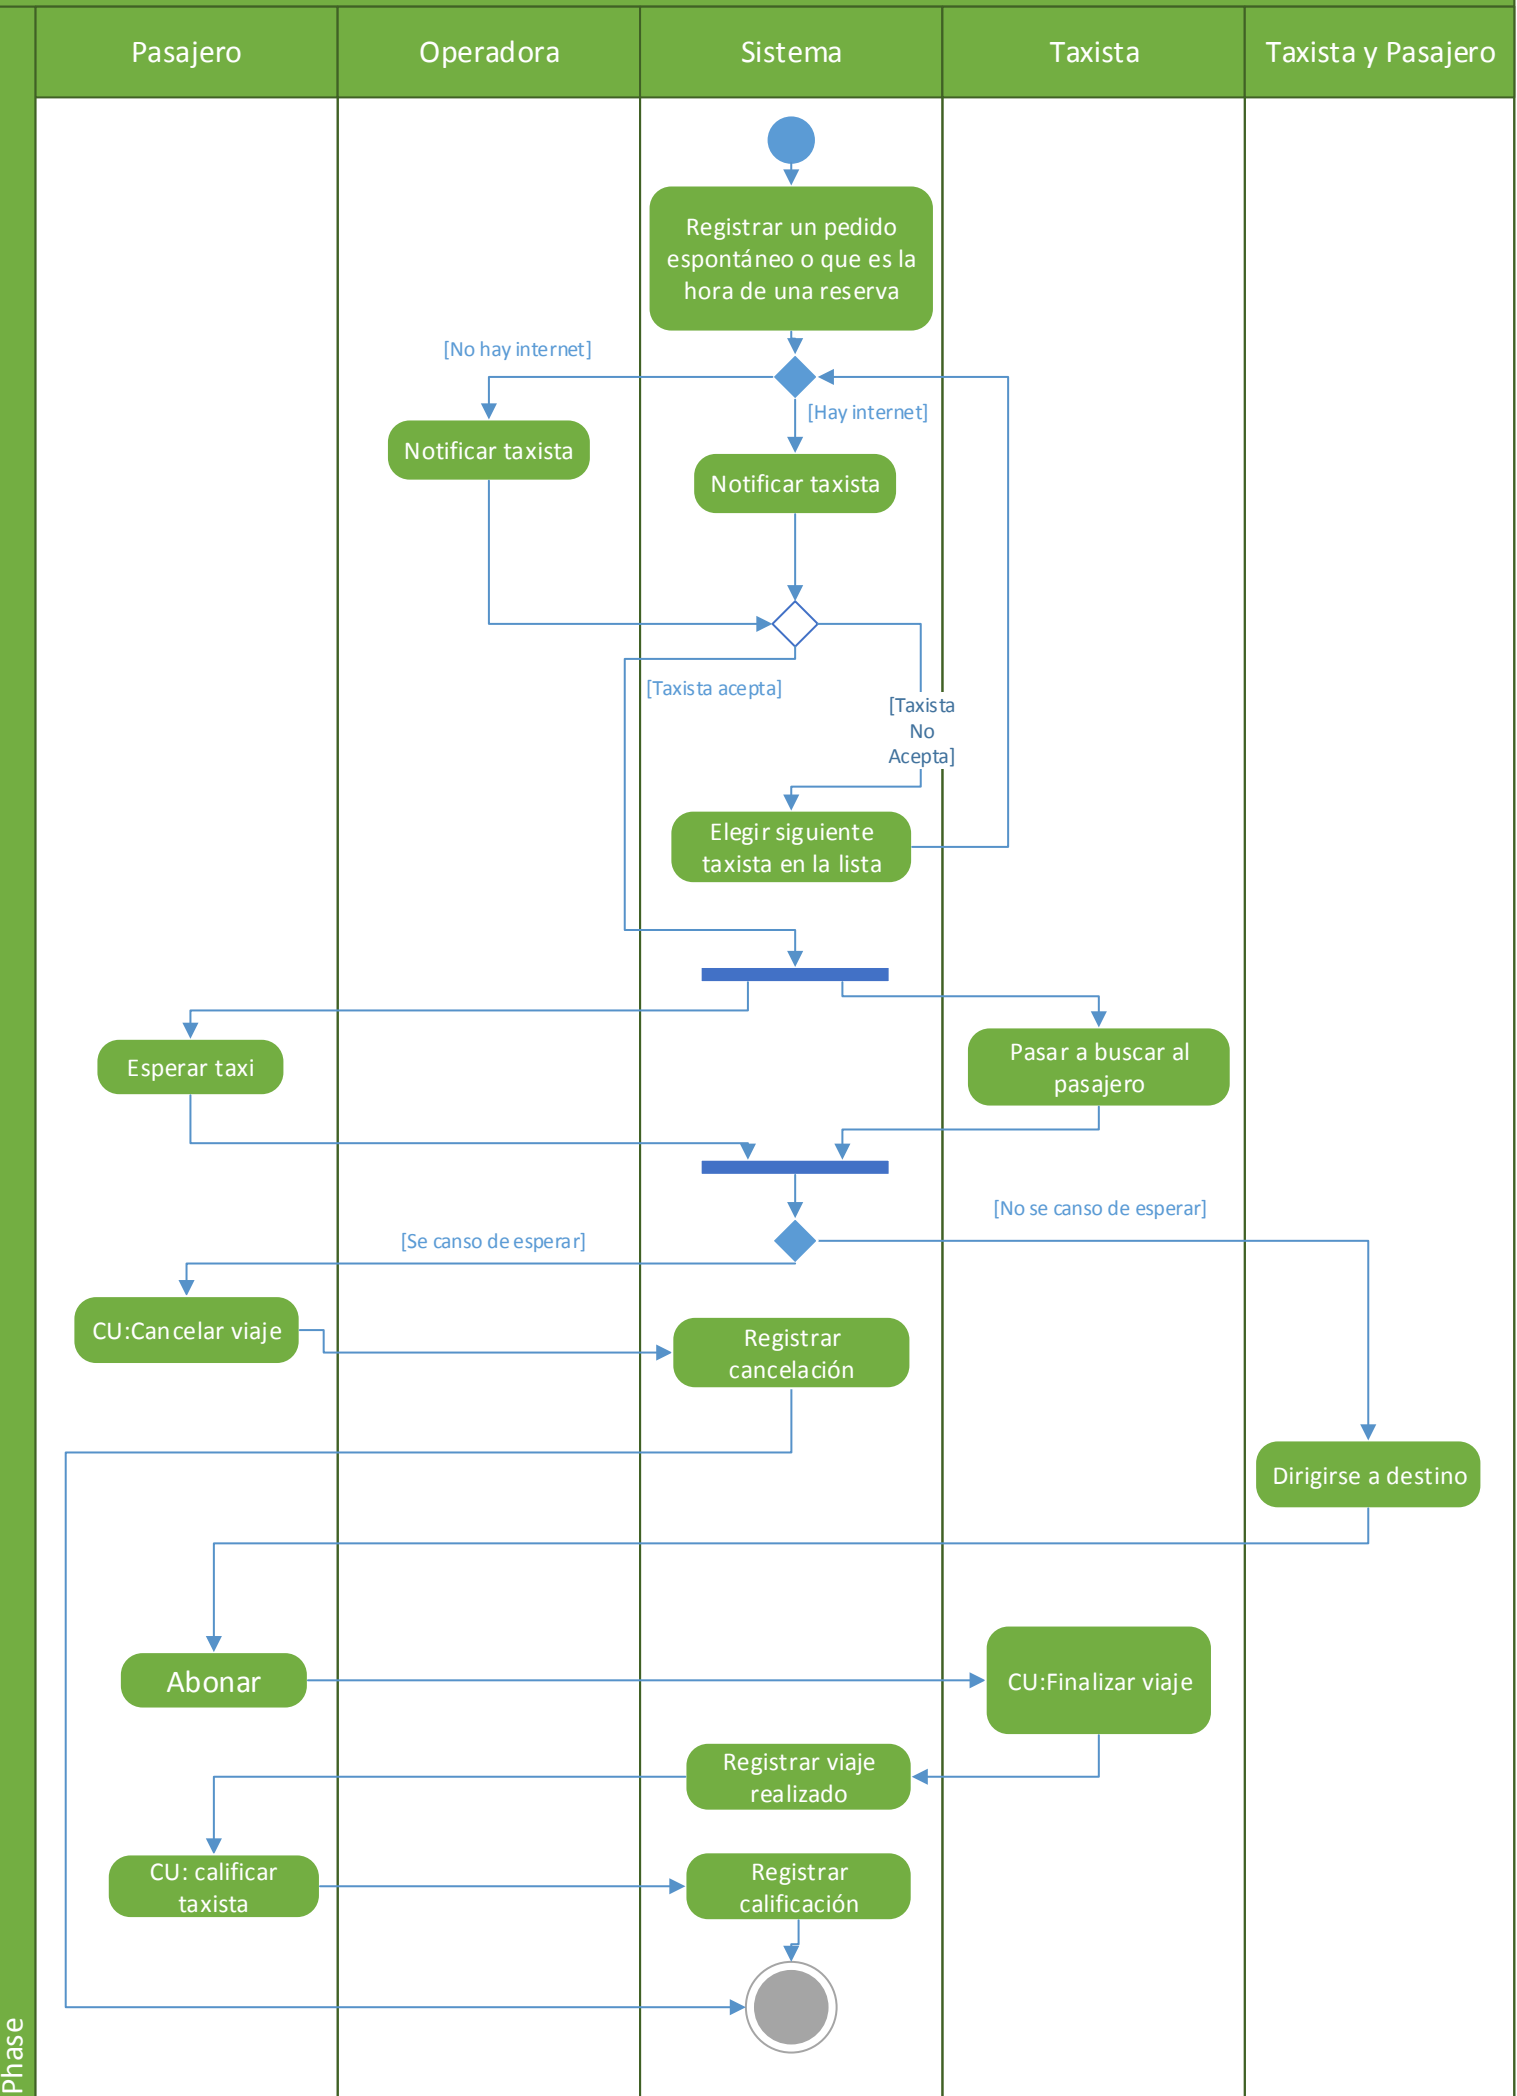 Pasajero
Operadora
Sistema
Taxista
Taxista y Pasajero
Registrar un pedido
espontáneo o que es la
hora de una reserva
[No hay internet]
[Hay internet]
Notificar taxista
Notificar taxista
[Taxista acepta]
[Taxista
No
Acepta]
Elegir siguiente
taxista en la lista
Esperar taxi
Pasar a buscar al
pasajero
[No se canso de esperar]
[Se canso de esperar]
CU:Cancelar viaje
Registrar
cancelación
Dirigirse a destino
Abonar
CU:Finalizar viaje
Registrar viaje
realizado
CU: calificar
taxista
Registrar
calificación
Phase